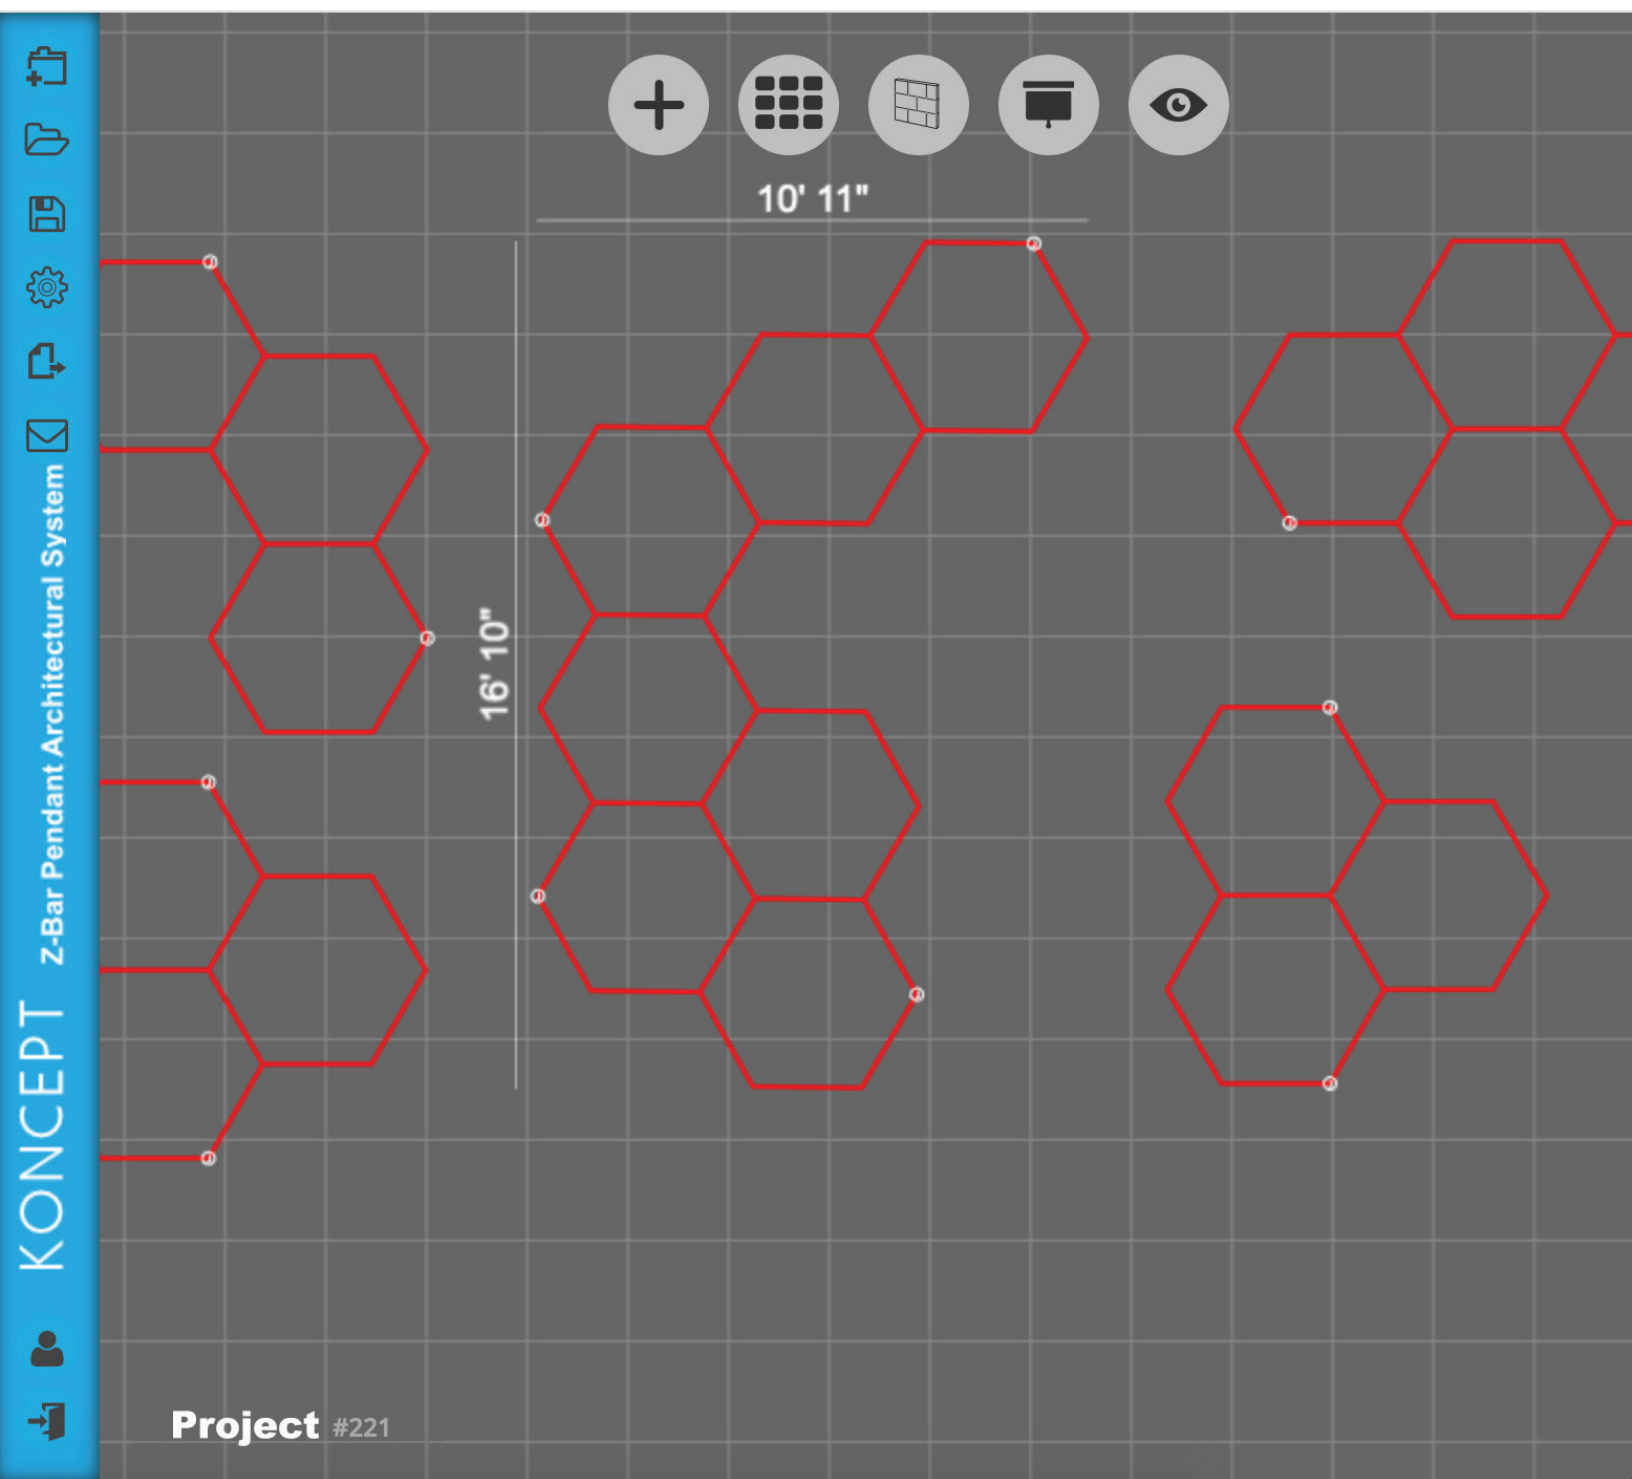 10' 11"
16' 10"
Z-Bar Pendant Architectural System
KONCEPT
Project #221